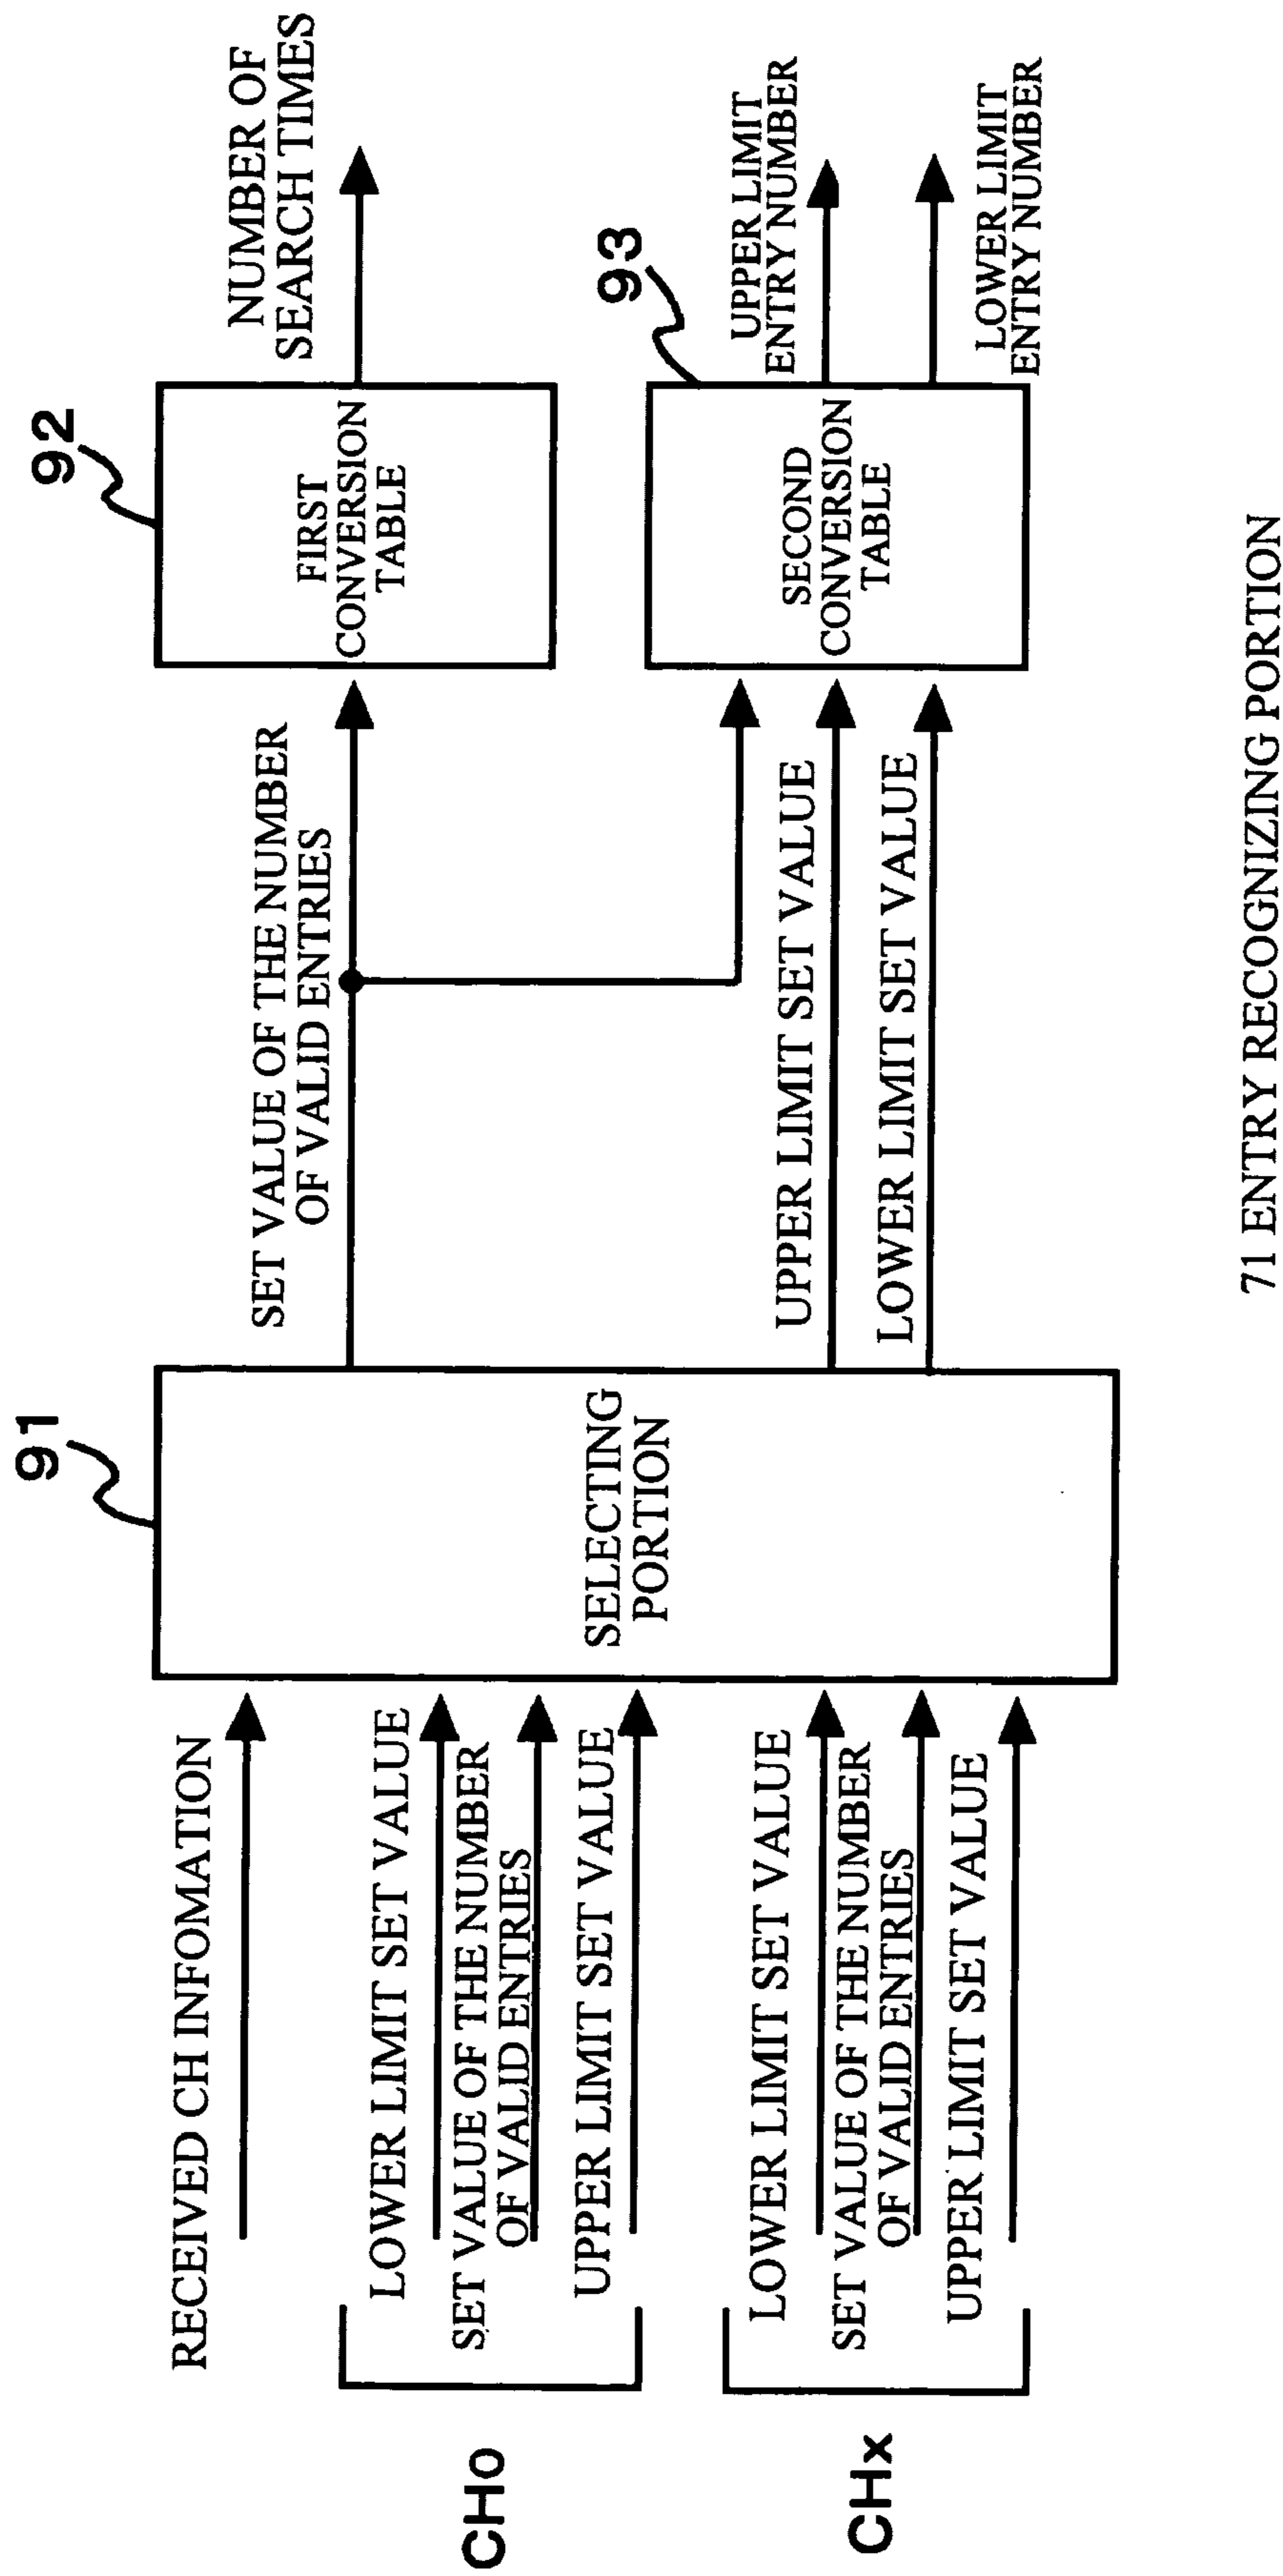 91
92
NUMBER OF
SEARCH TIMES
RECEIVED CH INFOMATION
SET VALUE OF THE NUMBER
OF VALID ENTRIES
FIRST
CONVERSION
TABLE
CHo
LOWER LIMIT SET VALUE
SET VALUE OF THE NUMBER
OF VALID ENTRIES
UPPER LIMIT SET VALUE
SELECTING
PORTION
93
UPPER LIMIT
ENTRY NUMBER
CHx
LOWER LIMIT SET VALUE
SET VALUE OF THE NUMBER
OF VALID ENTRIES
UPPER LIMIT SET VALUE
UPPER LIMIT SET VALUE
LOWER LIMIT SET VALUE
SECOND
CONVERSION
TABLE
LOWER LIMIT
ENTRY NUMBER
71 ENTRY RECOGNIZING PORTION